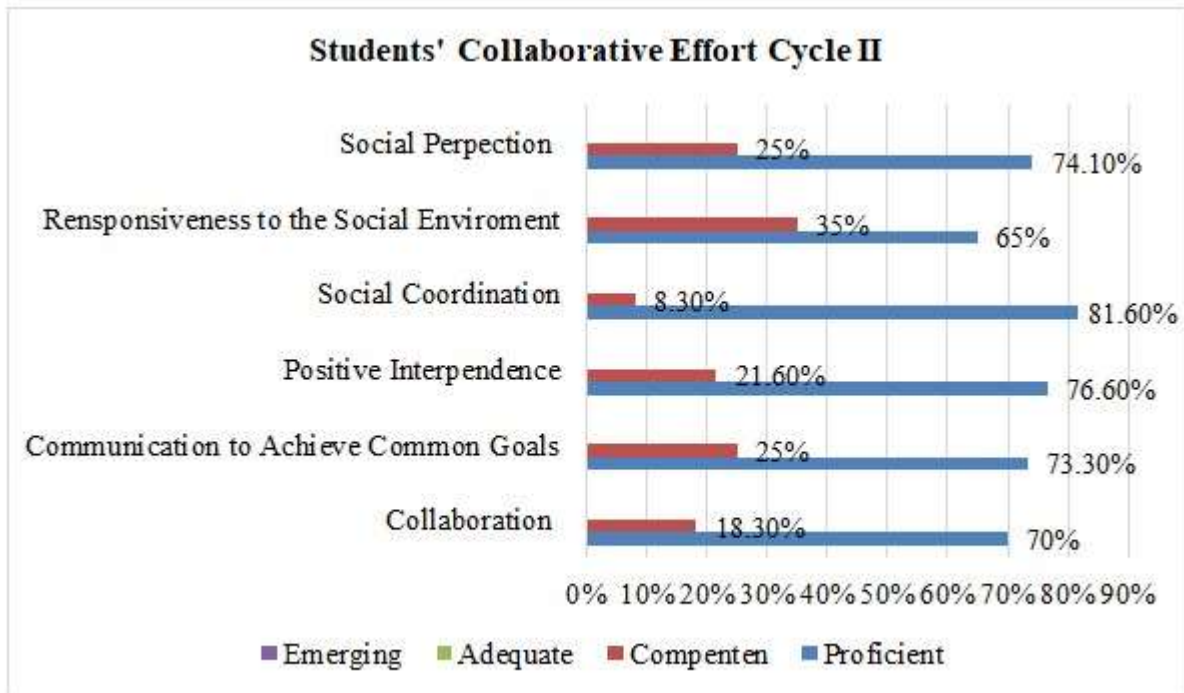 Students' Collaborative Effort Cycle II
Social Perpection
25%
74.10%
Rensponsiveness to the Social Enviroment
35%
65%
Social Coordination
8.30%
81.60%
Positive Interpendence
21.60%
76.60%
Communication to Achieve Common Goals
25%
73.30%
Collaboration
18.30%
70%
0% 10% 20% 30% 40% 50% 60% 70% 80% 90%
Emerging Adequate Compenten Proficient